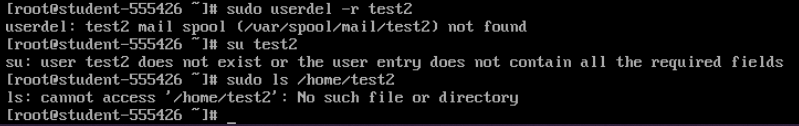 [root@student-555426 ~]# sudo userdel -r test2
userdel: test2 mail spool (/var/spool/mail/test2) not found
[root@student-555426 ~]# su test2
su: user test2 does not exist or the user entry does not contain all the required fields
[root@student-555426 ~]# sudo ls /home/test2
ls: cannot access '/home/test2': No such file or directory
[root@student-555426 ~]# _